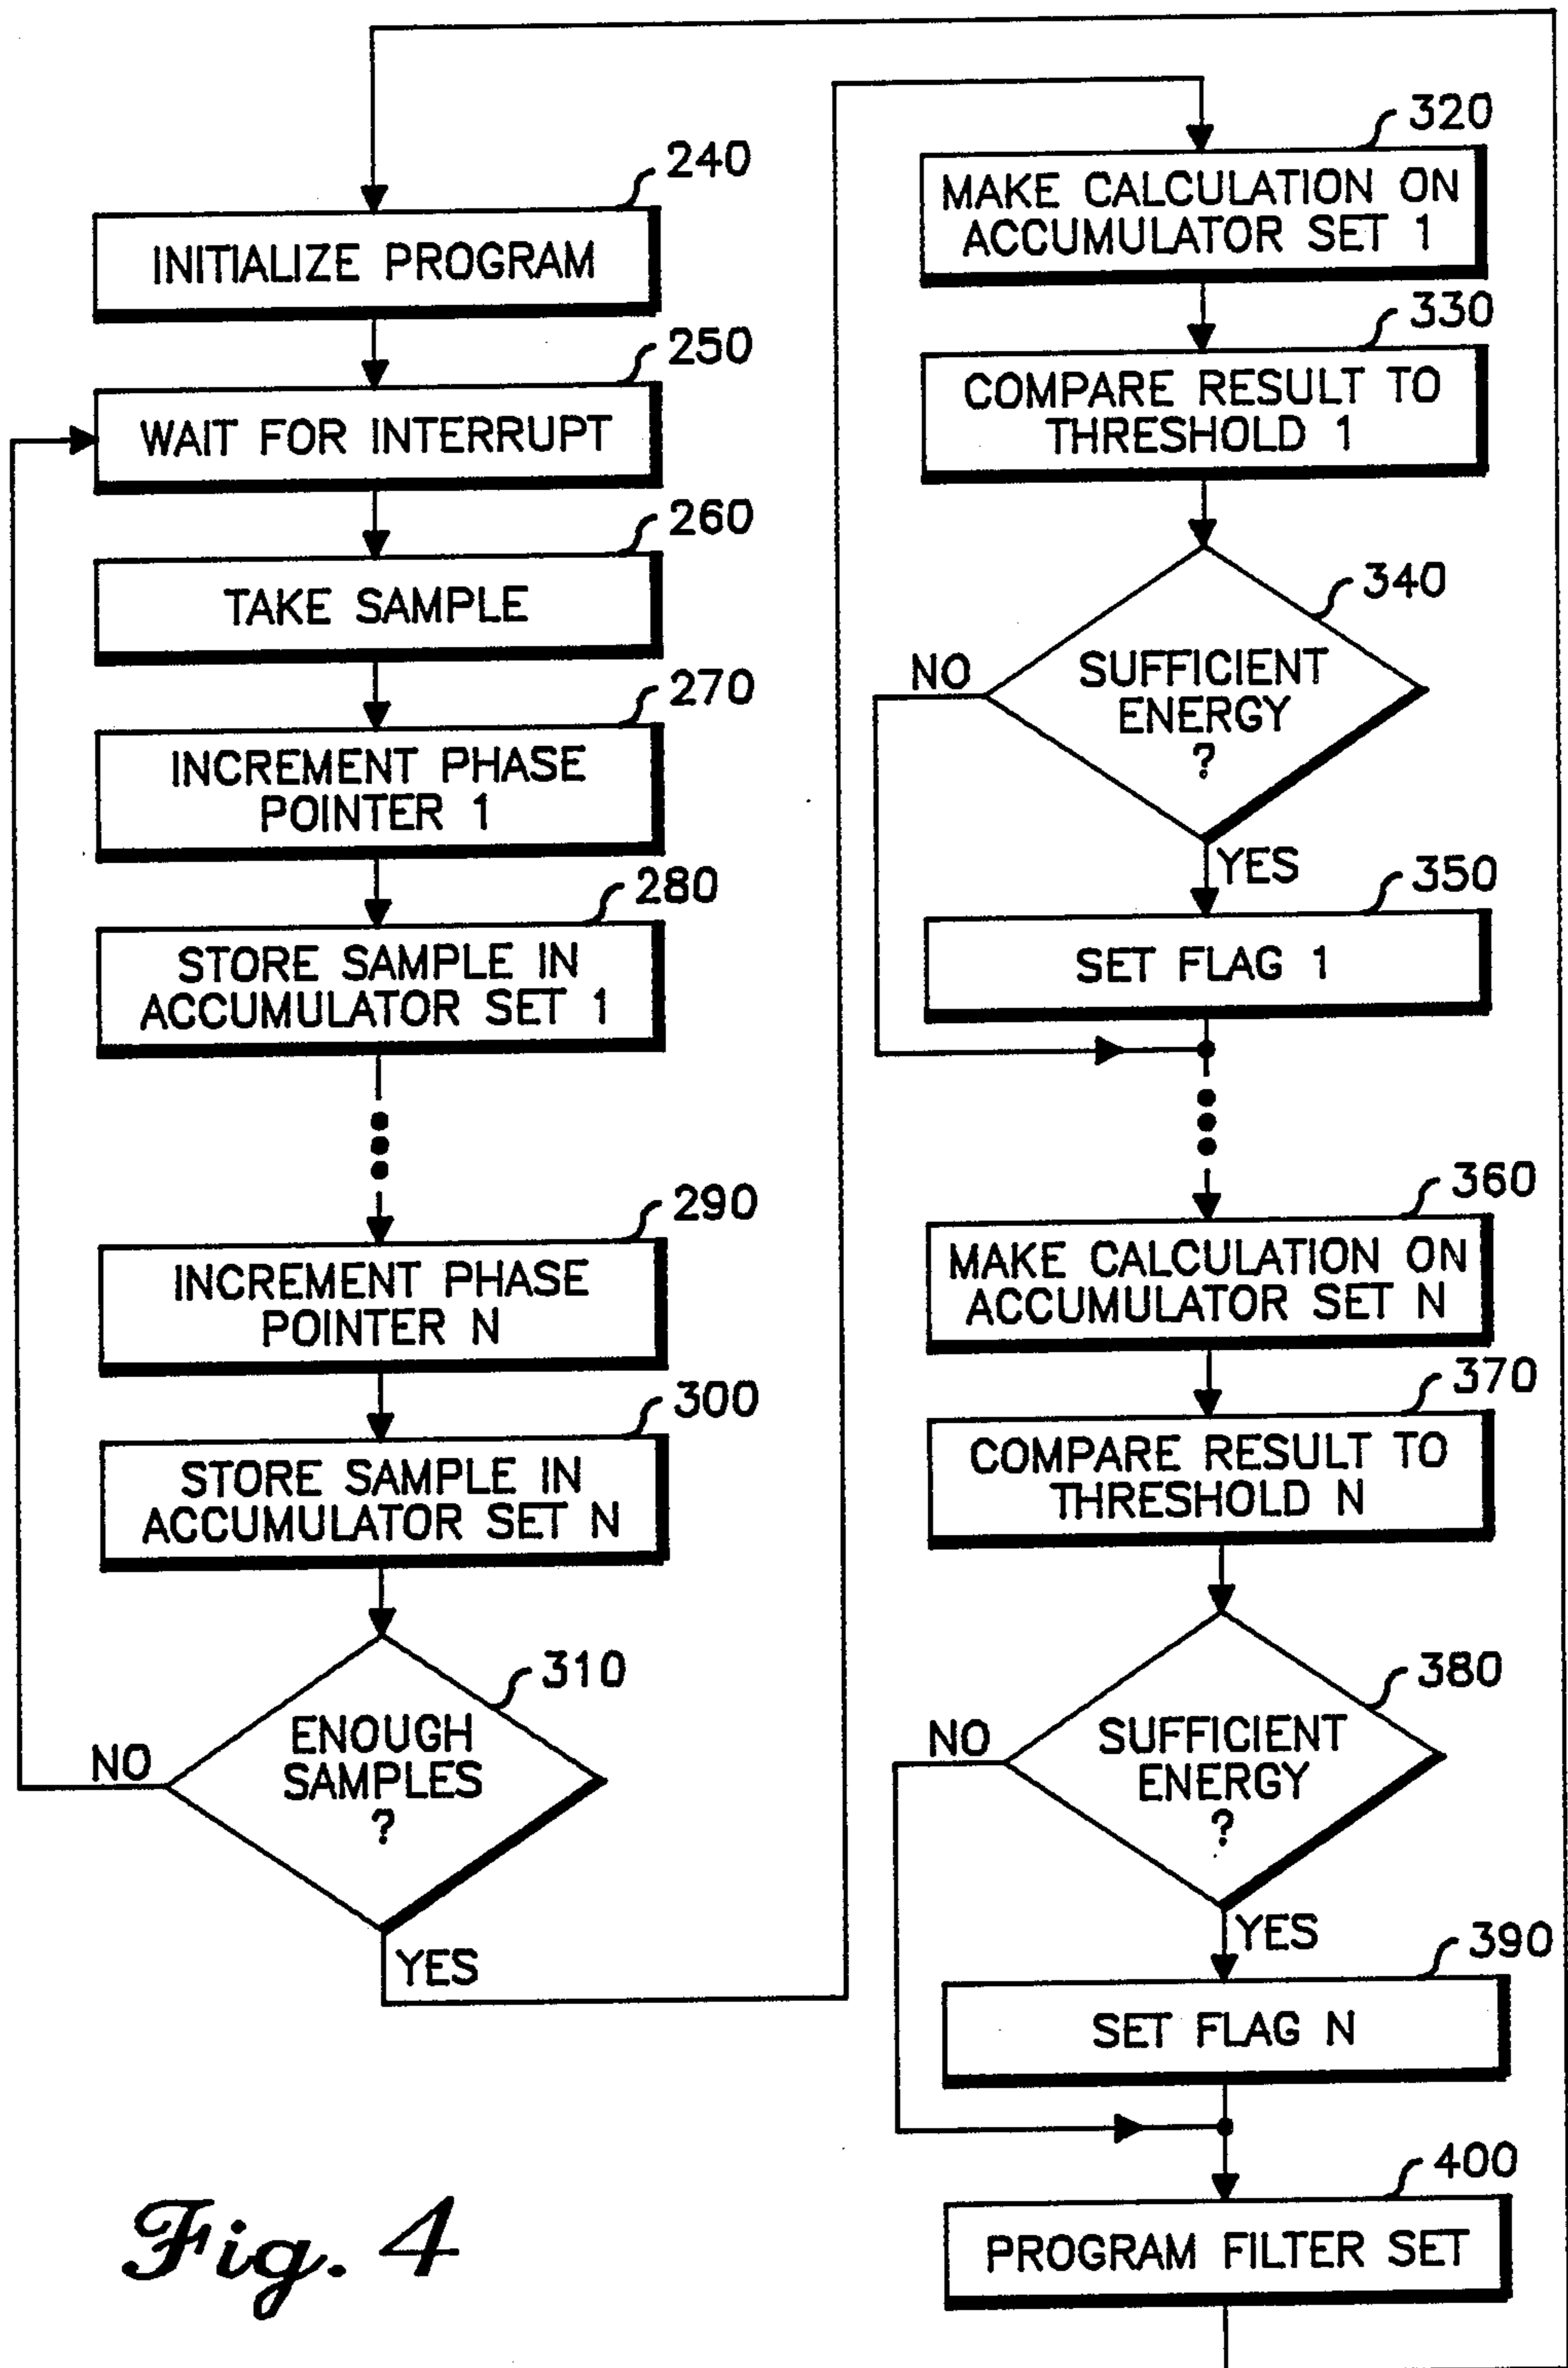 240
INITIALIZE PROGRAM
250
WAIT FOR INTERRUPT
260
TAKE SAMPLE
270
INCREMENT PHASE
POINTER 1
280
STORE SAMPLE IN
ACCUMULATOR SET 1
290
INCREMENT PHASE
POINTER N
300
STORE SAMPLE IN
ACCUMULATOR SET N
310
ENOUGH
SAMPLES
?
NO
YES
320
MAKE CALCULATION ON
ACCUMULATOR SET 1
330
COMPARE RESULT TO
THRESHOLD 1
340
SUFFICIENT
ENERGY
?
NO
YES
350
SET FLAG 1
360
MAKE CALCULATION ON
ACCUMULATOR SET N
370
COMPARE RESULT TO
THRESHOLD N
380
SUFFICIENT
ENERGY
?
NO
YES
390
SET FLAG N
400
PROGRAM FILTER SET
Fig. 4